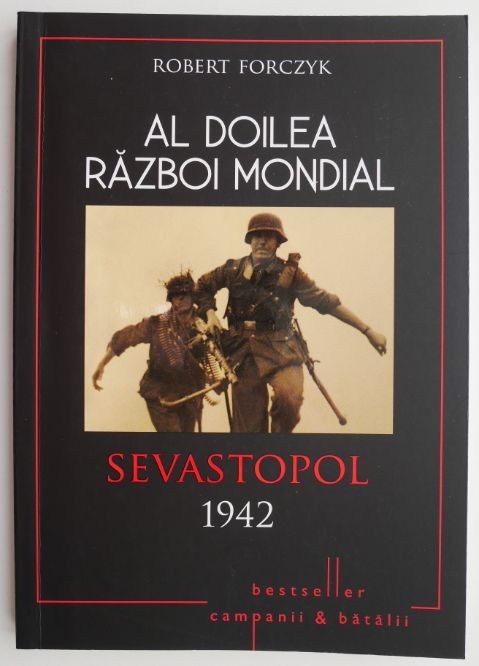 ROBERT FORCZYK
AL DOILEA
RĂZBOI MONDIAL
SEVASTOPOL
1942
bestseller
campanii & bătălii